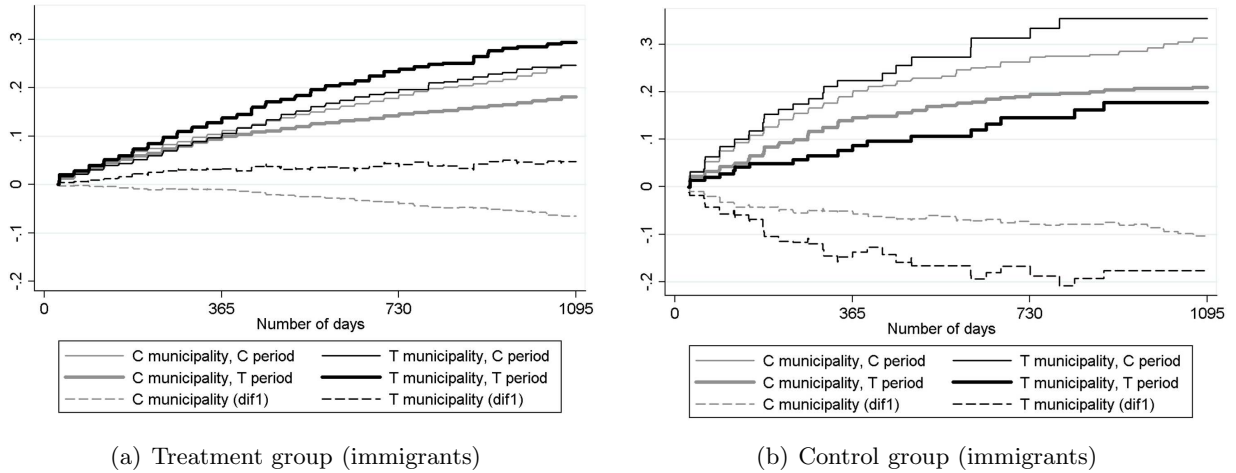 .3
.2
.1
0
-.1
-.2
0
365
730
1095
Number of days
C municipality, C period
T municipality, C period
C municipality, T period
T municipality, T period
C municipality (dif1)
T municipality (dif1)
(a) Treatment group (immigrants)
.3
.2
.1
0
-.1
-.2
0
365
730
1095
Number of days
C municipality, C period
T municipality, C period
C municipality, T period
T municipality, T period
C municipality (dif1)
T municipality (dif1)
(b) Control group (immigrants)